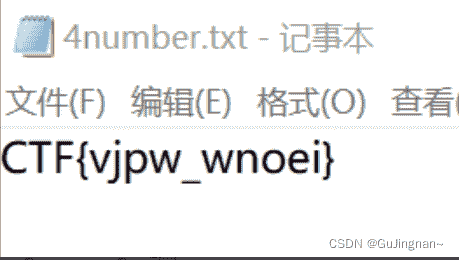 4number.txt - 记事本
文件(F) 编辑(E) 格式(O) 查看(
CTF{vjpw_wnoei}
CSDN @GuJingnan~